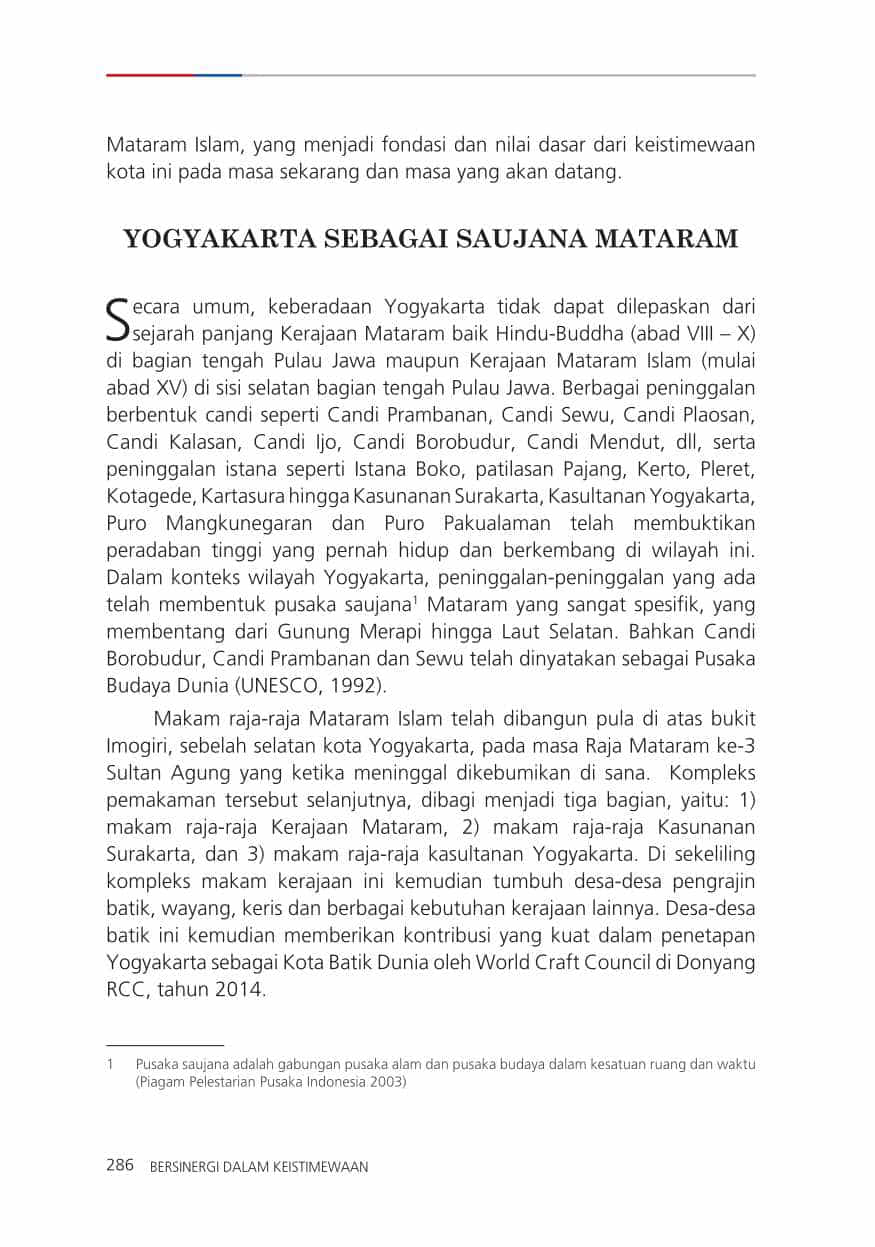 Mataram Islam, yang menjadi fondasi dan nilai dasar dari keistimewaan
kota ini pada masa sekarang dan masa yang akan datang.
YOGYAKARTA SEBAGAI SAUJANA MATARAM
Secara umum, keberadaan Yogyakarta tidak dapat dilepaskan dari
sejarah panjang Kerajaan Mataram baik Hindu-Buddha (abad VIII – X)
di bagian tengah Pulau Jawa maupun Kerajaan Mataram Islam (mulai
abad XV) di sisi selatan bagian tengah Pulau Jawa. Berbagai peninggalan
berbentuk candi seperti Candi Prambanan, Candi Sewu, Candi Plaosan,
Candi Kalasan, Candi Ijo, Candi Borobudur, Candi Mendut, dll, serta
peninggalan istana seperti Istana Boko, patilasan Pajang, Kerto, Pleret,
Kotagede, Kartasura hingga Kasunanan Surakarta, Kasultanan Yogyakarta,
Puro Mangkunegaran dan Puro Pakualaman telah membuktikan
peradaban tinggi yang pernah hidup dan berkembang di wilayah ini.
Dalam konteks wilayah Yogyakarta, peninggalan-peninggalan yang ada
telah membentuk pusaka saujana¹ Mataram yang sangat spesifik, yang
membentang dari Gunung Merapi hingga Laut Selatan. Bahkan Candi
Borobudur, Candi Prambanan dan Sewu telah dinyatakan sebagai Pusaka
Budaya Dunia (UNESCO, 1992).
Makam raja-raja Mataram Islam telah dibangun pula di atas bukit
Imogiri, sebelah selatan kota Yogyakarta, pada masa Raja Mataram ke-3
Sultan Agung yang ketika meninggal dikebumikan di sana. Kompleks
pemakaman tersebut selanjutnya, dibagi menjadi tiga bagian, yaitu: 1)
makam raja-raja Kerajaan Mataram, 2) makam raja-raja Kasunanan
Surakarta, dan 3) makam raja-raja kasultanan Yogyakarta. Di sekeliling
kompleks makam kerajaan ini kemudian tumbuh desa-desa pengrajin
batik, wayang, keris dan berbagai kebutuhan kerajaan lainnya. Desa-desa
batik ini kemudian memberikan kontribusi yang kuat dalam penetapan
Yogyakarta sebagai Kota Batik Dunia oleh World Craft Council di Donyang
RCC, tahun 2014.
1 Pusaka saujana adalah gabungan pusaka alam dan pusaka budaya dalam kesatuan ruang dan waktu
(Piagam Pelestarian Pusaka Indonesia 2003)
286 BERSINERGI DALAM KEISTIMEWAAN